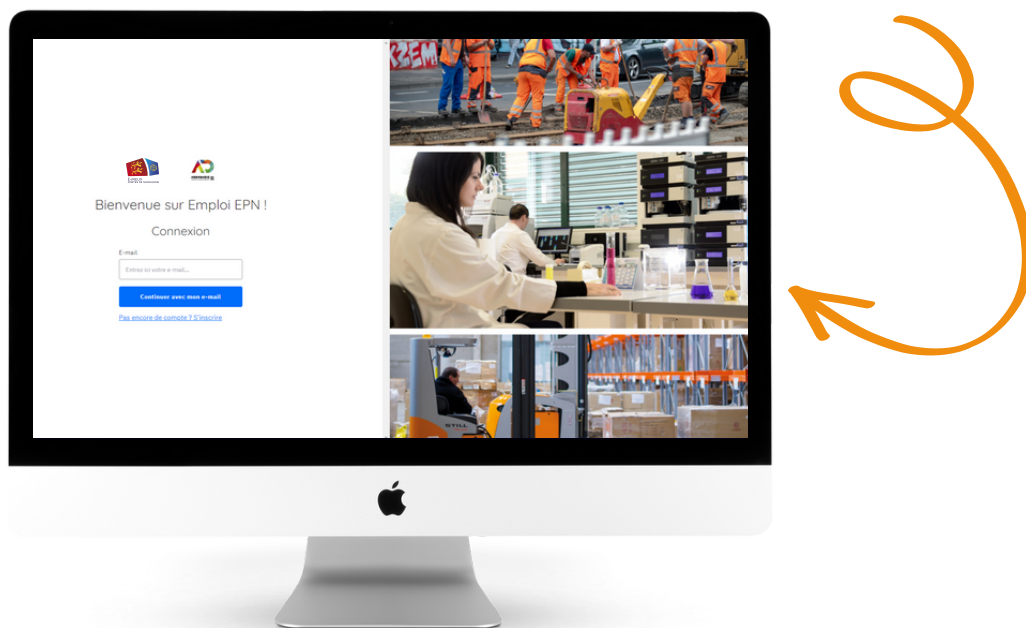 Bienvenue sur Emploi EPN !
Connexion
E-mail
Entrez ici votre e-mail...
Continuer avec mon e-mail
Pas encore de compte ? S'inscrire
STILL